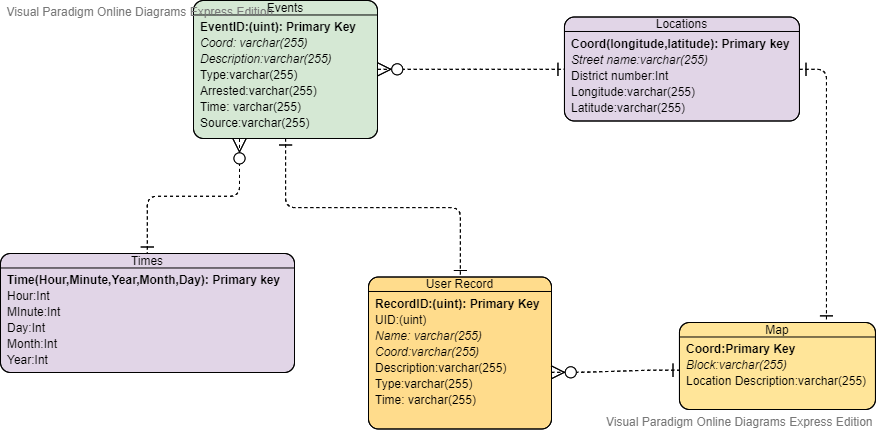 Visual Paradigm Online Diagrams Express Edition
Events
EventID:(uint): Primary Key
Coord: varchar(255)
Description:varchar(255)
Type:varchar(255)
Arrested:varchar(255)
Time: varchar(255)
Source:varchar(255)
Locations
Coord(longitude,latitude): Primary key
Street name:varchar(255)
District number:Int
Longitude:varchar(255)
Latitude:varchar(255)
Times
Time(Hour,Minute,Year,Month,Day): Primary key
Hour:Int
MInute:Int
Day:Int
Month:Int
Year:Int
User Record
RecordID:(uint): Primary Key
UID:(uint)
Name: varchar(255)
Coord:varchar(255)
Description:varchar(255)
Type:varchar(255)
Time: varchar(255)
Map
Coord:Primary Key
Block:varchar(255)
Location Description:varchar(255)
Visual Paradigm Online Diagrams Express Edition